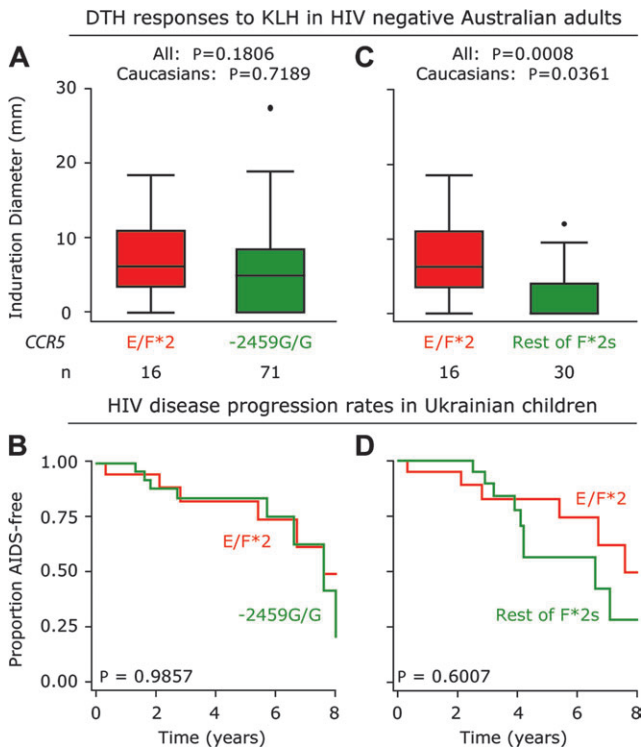 DTH responses to KLH in HIV negative Australian adults
A
All: P=0.1806
Caucasians: P=0.7189
C
All: P=0.0008
Caucasians: P=0.0361
Induration Diameter (mm)
30
20
10
0
CCR5 E/F*2 -2459G/G E/F*2 Rest of F*2s
n 16 71 16 30
HIV disease progression rates in Ukrainian children
B
Proportion AIDS-free
1.00
0.75
0.50
0.25
0.00
E/F*2
-2459G/G
P = 0.9857
0 2 4 6 8
Time (years)
D
E/F*2
Rest of F*2s
P = 0.6007
0 2 4 6 8
Time (years)